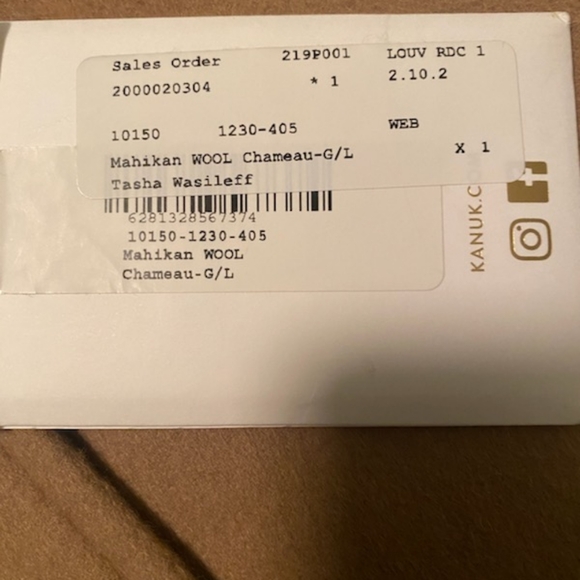 Sales Order 219P001 LOUV RDC 1
2000020304 * 1 2.10.2
10150 1230-405 WEB
Mahikan WOOL Chameau-G/L X 1
Tasha Wasileff
6281328567374
10150-1230-405
Mahikan WOOL
Chameau-G/L
KANUK.CO